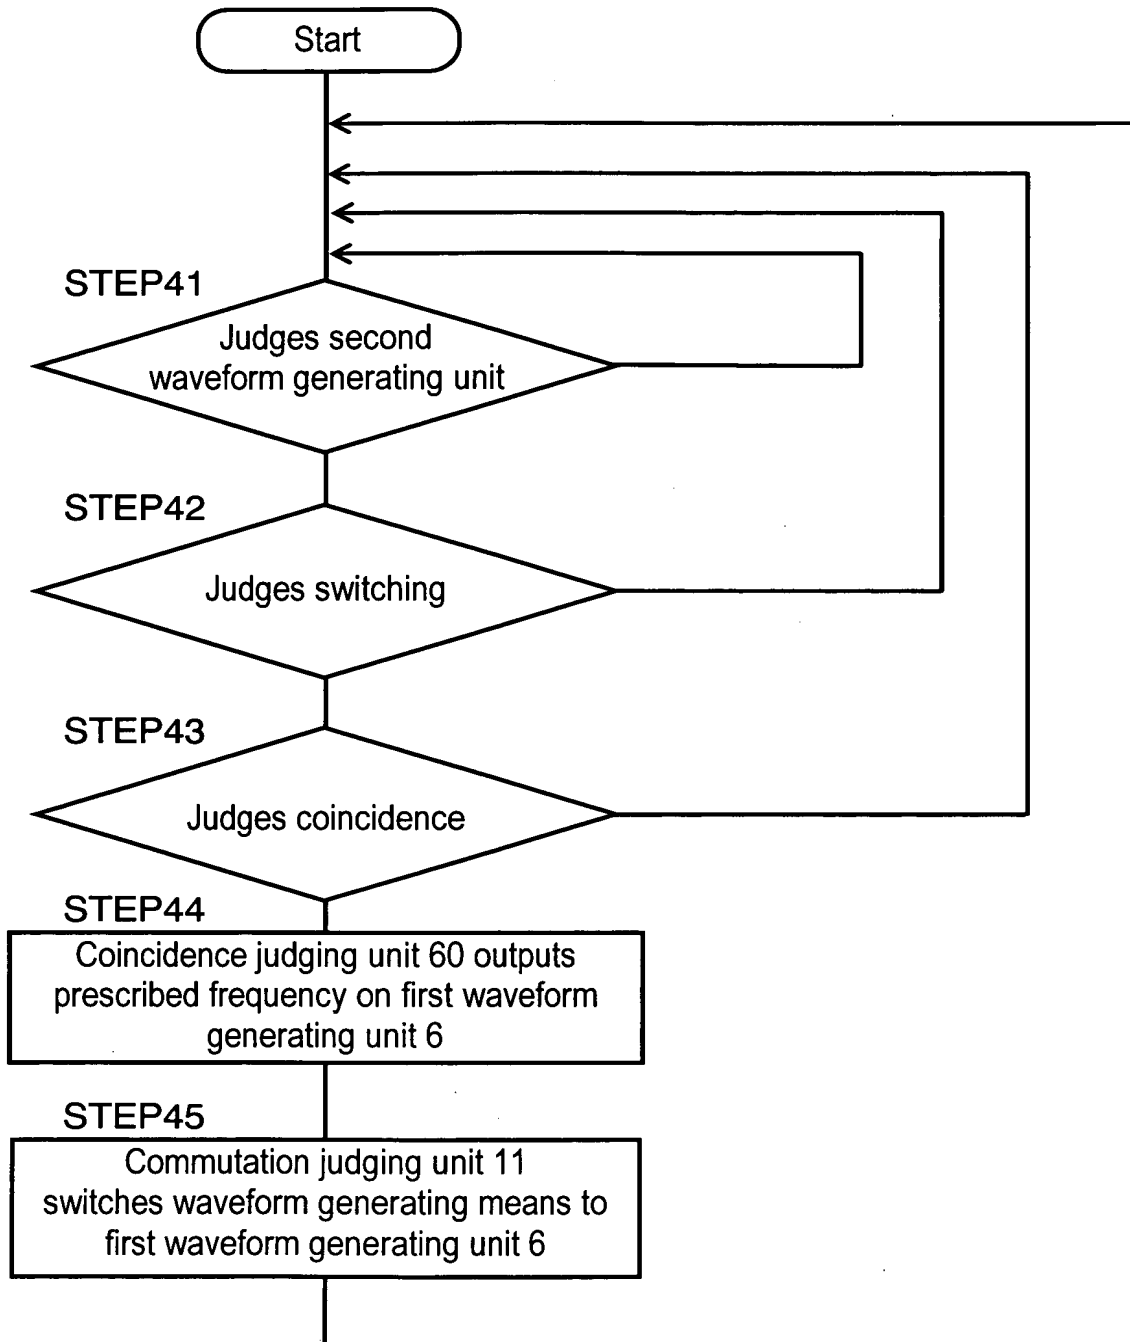 Start
STEP41
Judges second
waveform generating unit
STEP42
Judges switching
STEP43
Judges coincidence
STEP44
Coincidence judging unit 60 outputs
prescribed frequency on first waveform
generating unit 6
STEP45
Commutation judging unit 11
switches waveform generating means to
first waveform generating unit 6